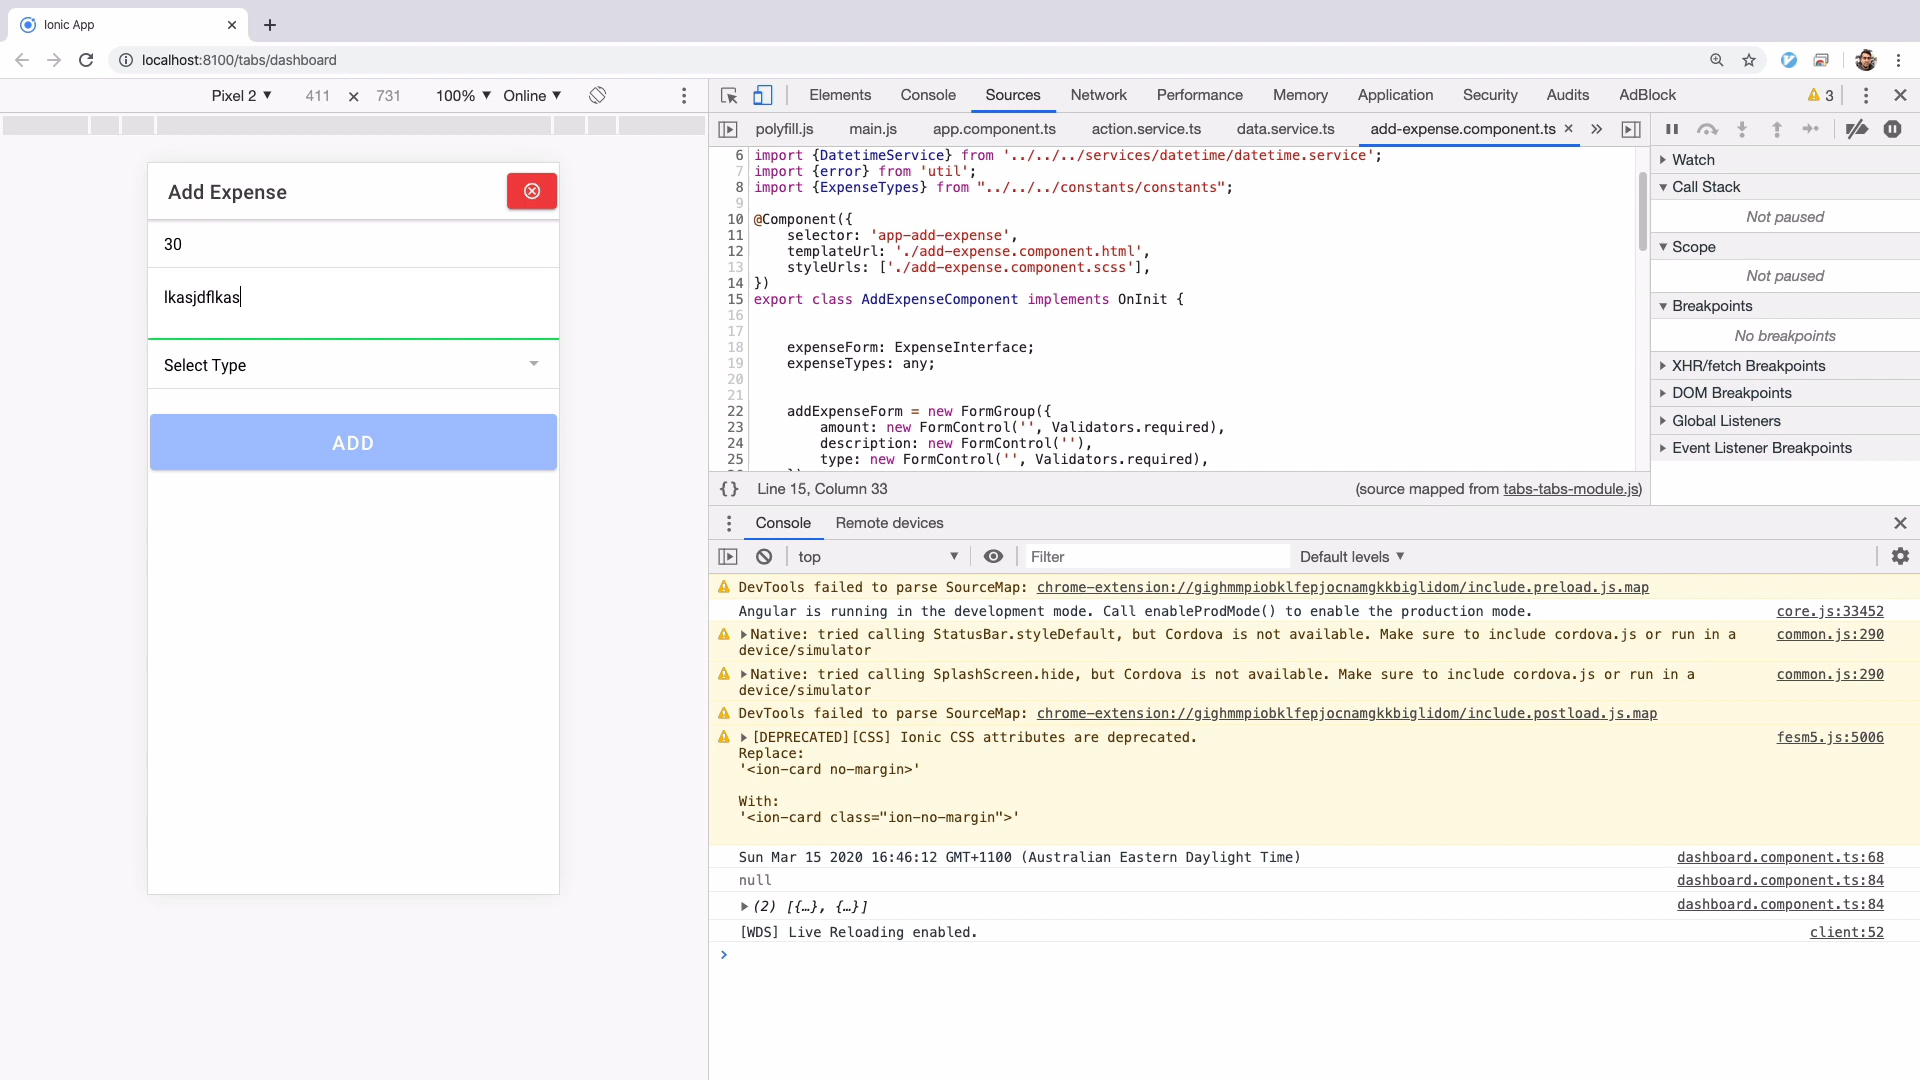 Ionic App
localhost:8100/tabs/dashboard
Pixel 2 ▼ 411 × 731 100% ▼ Online ▼
Add Expense
30
lkasjdflkas
Select Type
ADD
Elements Console Sources Network Performance Memory Application Security Audits AdBlock 3
polyfill.js main.js app.component.ts action.service.ts data.service.ts add-expense.component.ts × »
6 import {DatetimeService} from '../../../services/datetime/datetime.service';
7 import {error} from 'util';
8 import {ExpenseTypes} from "../../../constants/constants";
9
10 @Component({
11 selector: 'app-add-expense',
12 templateUrl: './add-expense.component.html',
13 styleUrls: ['./add-expense.component.scss'],
14 })
15 export class AddExpenseComponent implements OnInit {
16
17
18 expenseForm: ExpenseInterface;
19 expenseTypes: any;
20
21
22 addExpenseForm = new FormGroup({
23 amount: new FormControl('', Validators.required),
24 description: new FormControl(''),
25 type: new FormControl('', Validators.required),
{} Line 15, Column 33 (source mapped from tabs-tabs-module.js)
Watch
Call Stack
Not paused
Scope
Not paused
Breakpoints
No breakpoints
XHR/fetch Breakpoints
DOM Breakpoints
Global Listeners
Event Listener Breakpoints
Console Remote devices
top ▼ Filter Default levels ▼
DevTools failed to parse SourceMap: chrome-extension://gighmmpiobklfepjocnamgkkbiglidom/include.preload.js.map
Angular is running in the development mode. Call enableProdMode() to enable the production mode. core.js:33452
Native: tried calling StatusBar.styleDefault, but Cordova is not available. Make sure to include cordova.js or run in a common.js:290
device/simulator
Native: tried calling SplashScreen.hide, but Cordova is not available. Make sure to include cordova.js or run in a common.js:290
device/simulator
DevTools failed to parse SourceMap: chrome-extension://gighmmpiobklfepjocnamgkkbiglidom/include.postload.js.map
[DEPRECATED][CSS] Ionic CSS attributes are deprecated. fesm5.js:5006
Replace:
'<ion-card no-margin>'
With:
'<ion-card class="ion-no-margin">'
Sun Mar 15 2020 16:46:12 GMT+1100 (Australian Eastern Daylight Time) dashboard.component.ts:68
null dashboard.component.ts:84
(2) [{…}, {…}] dashboard.component.ts:84
[WDS] Live Reloading enabled. client:52